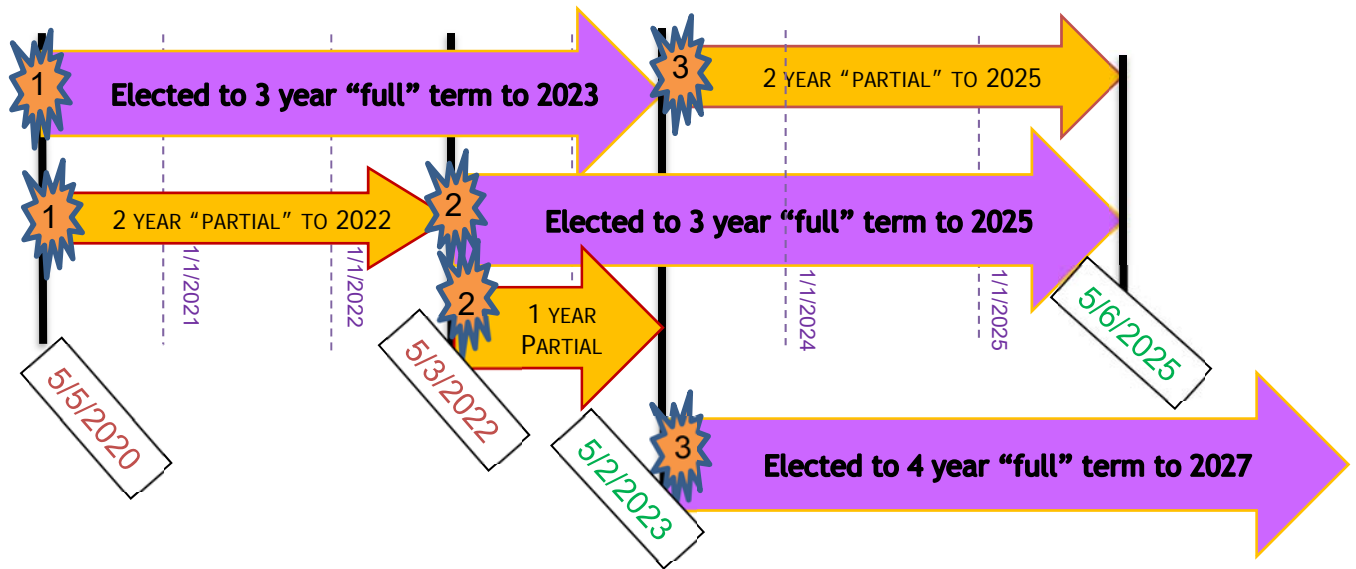 1
Elected to 3 year “full” term to 2023
3
2 YEAR “PARTIAL” TO 2025
1
2 YEAR “PARTIAL” TO 2022
2
Elected to 3 year “full” term to 2025
1/1/2021
1/1/2022
2
1 YEAR
PARTIAL
1/1/2024
1/1/2025
5/6/2025
5/5/2020
5/3/2022
5/2/2023
3
Elected to 4 year “full” term to 2027